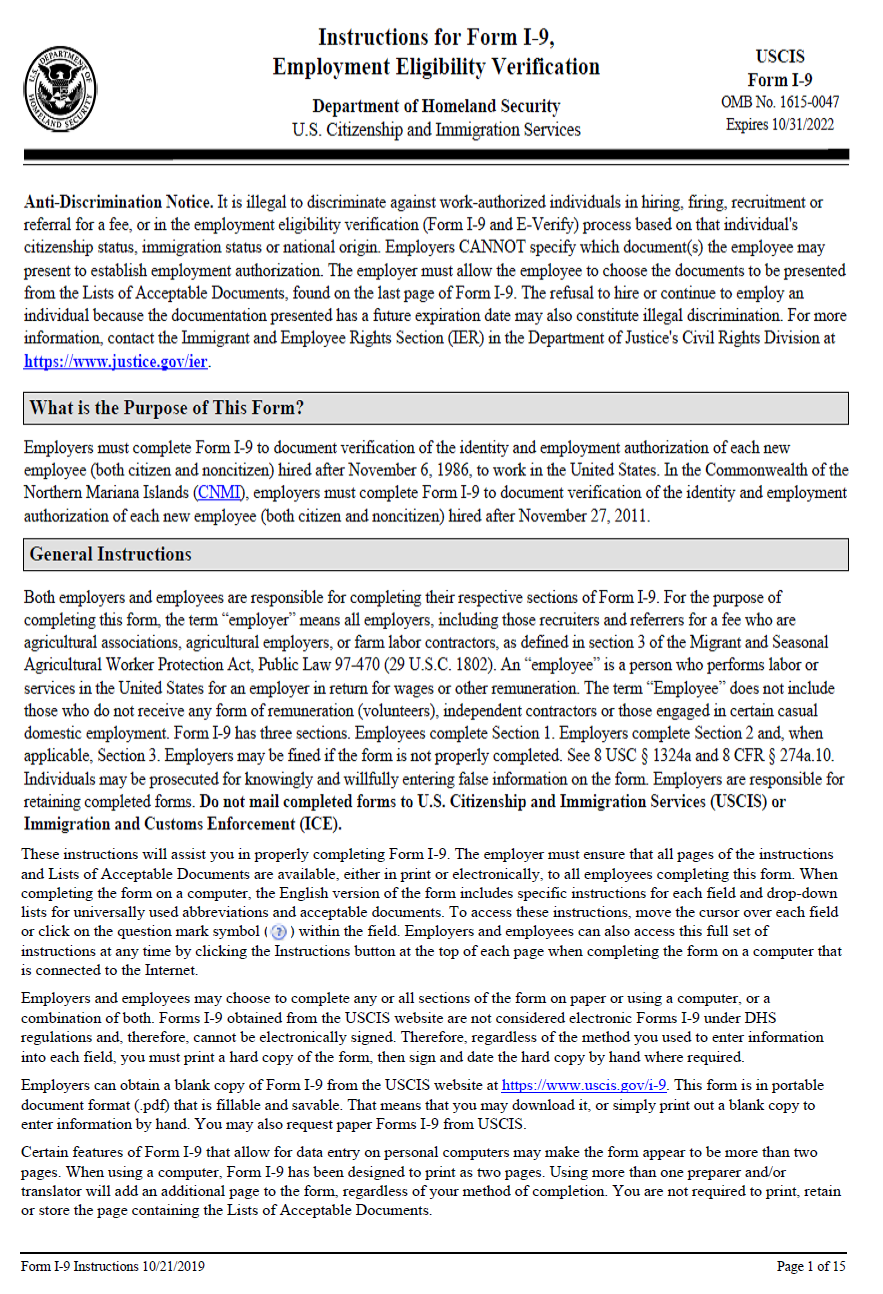 Instructions for Form I-9,
Employment Eligibility Verification
Department of Homeland Security
U.S. Citizenship and Immigration Services
USCIS
Form I-9
OMB No. 1615-0047
Expires 10/31/2022
U.S. DEPARTMENT OF HOMELAND SECURITY
Anti-Discrimination Notice. It is illegal to discriminate against work-authorized individuals in hiring, firing, recruitment or
referral for a fee, or in the employment eligibility verification (Form I-9 and E-Verify) process based on that individual's
citizenship status, immigration status or national origin. Employers CANNOT specify which document(s) the employee may
present to establish employment authorization. The employer must allow the employee to choose the documents to be presented
from the Lists of Acceptable Documents, found on the last page of Form I-9. The refusal to hire or continue to employ an
individual because the documentation presented has a future expiration date may also constitute illegal discrimination. For more
information, contact the Immigrant and Employee Rights Section (IER) in the Department of Justice's Civil Rights Division at
https://www.justice.gov/ier.
What is the Purpose of This Form?
Employers must complete Form I-9 to document verification of the identity and employment authorization of each new
employee (both citizen and noncitizen) hired after November 6, 1986, to work in the United States. In the Commonwealth of the
Northern Mariana Islands (CNMI), employers must complete Form I-9 to document verification of the identity and employment
authorization of each new employee (both citizen and noncitizen) hired after November 27, 2011.
General Instructions
Both employers and employees are responsible for completing their respective sections of Form I-9. For the purpose of
completing this form, the term “employer” means all employers, including those recruiters and referrers for a fee who are
agricultural associations, agricultural employers, or farm labor contractors, as defined in section 3 of the Migrant and Seasonal
Agricultural Worker Protection Act, Public Law 97-470 (29 U.S.C. 1802). An “employee” is a person who performs labor or
services in the United States for an employer in return for wages or other remuneration. The term “Employee” does not include
those who do not receive any form of remuneration (volunteers), independent contractors or those engaged in certain casual
domestic employment. Form I-9 has three sections. Employees complete Section 1. Employers complete Section 2 and, when
applicable, Section 3. Employers may be fined if the form is not properly completed. See 8 USC § 1324a and 8 CFR § 274a.10.
Individuals may be prosecuted for knowingly and willfully entering false information on the form. Employers are responsible for
retaining completed forms. Do not mail completed forms to U.S. Citizenship and Immigration Services (USCIS) or
Immigration and Customs Enforcement (ICE).
These instructions will assist you in properly completing Form I-9. The employer must ensure that all pages of the instructions
and Lists of Acceptable Documents are available, either in print or electronically, to all employees completing this form. When
completing the form on a computer, the English version of the form includes specific instructions for each field and drop-down
lists for universally used abbreviations and acceptable documents. To access these instructions, move the cursor over each field
or click on the question mark symbol ( ? ) within the field. Employers and employees can also access this full set of
instructions at any time by clicking the Instructions button at the top of each page when completing the form on a computer that
is connected to the Internet.
Employers and employees may choose to complete any or all sections of the form on paper or using a computer, or a
combination of both. Forms I-9 obtained from the USCIS website are not considered electronic Forms I-9 under DHS
regulations and, therefore, cannot be electronically signed. Therefore, regardless of the method you used to enter information
into each field, you must print a hard copy of the form, then sign and date the hard copy by hand where required.
Employers can obtain a blank copy of Form I-9 from the USCIS website at https://www.uscis.gov/i-9. This form is in portable
document format (.pdf) that is fillable and savable. That means that you may download it, or simply print out a blank copy to
enter information by hand. You may also request paper Forms I-9 from USCIS.
Certain features of Form I-9 that allow for data entry on personal computers may make the form appear to be more than two
pages. When using a computer, Form I-9 has been designed to print as two pages. Using more than one preparer and/or
translator will add an additional page to the form, regardless of your method of completion. You are not required to print, retain
or store the page containing the Lists of Acceptable Documents.
Form I-9 Instructions 10/21/2019
Page 1 of 15